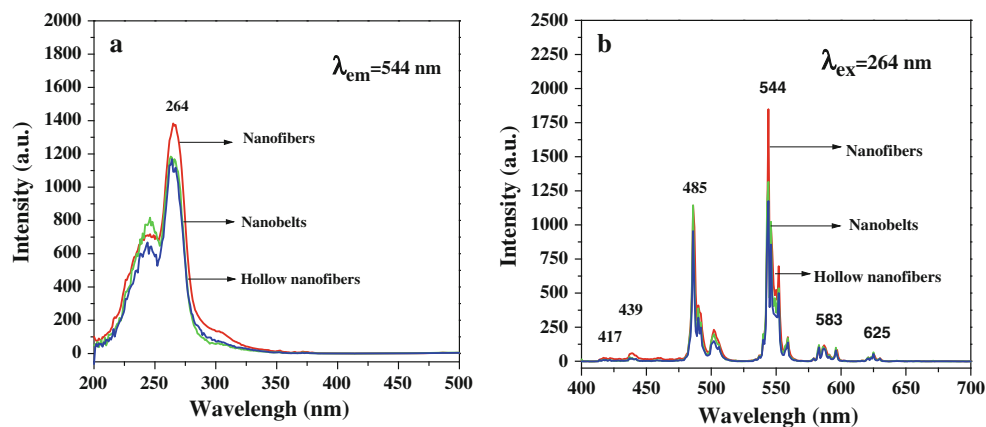 a
λem=544 nm
264
Nanofibers
Nanobelts
Hollow nanofibers
Intensity (a.u.)
2000
1800
1600
1400
1200
1000
800
600
400
200
0
200 250 300 350 400 450 500
Wavelengh (nm)
b
λex=264 nm
544
485
439
417
583
625
Nanofibers
Nanobelts
Hollow nanofibers
Intensity (a.u.)
2500
2250
2000
1750
1500
1250
1000
750
500
250
0
400 450 500 550 600 650 700
Wavelengh (nm)